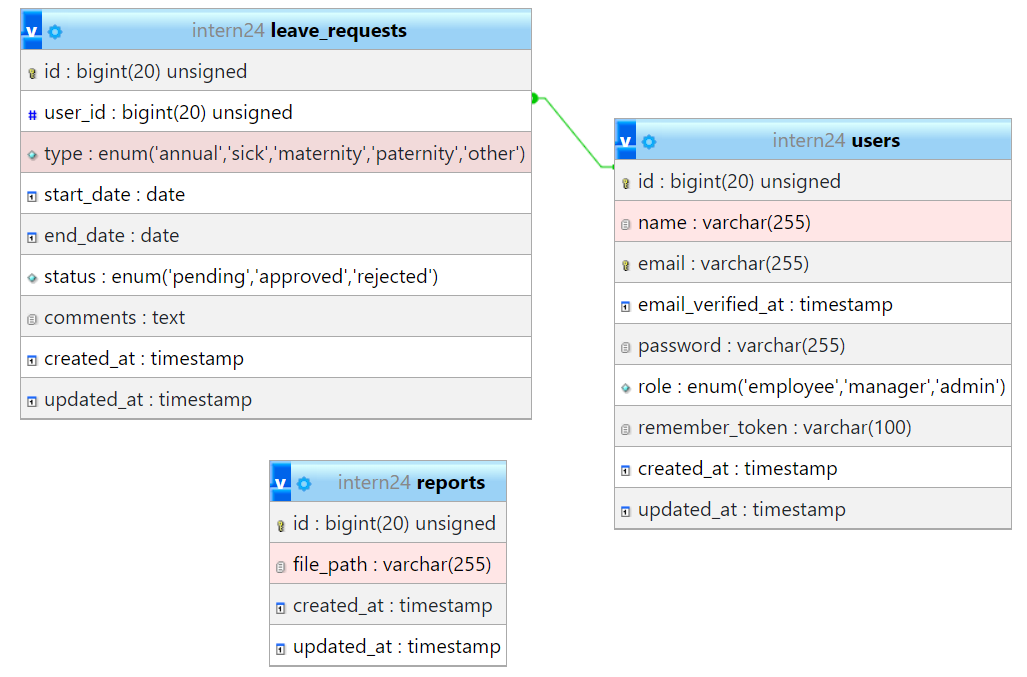 v intern24 leave_requests
id : bigint(20) unsigned
# user_id : bigint(20) unsigned
type : enum('annual','sick','maternity','paternity','other')
start_date : date
end_date : date
status : enum('pending','approved','rejected')
comments : text
created_at : timestamp
updated_at : timestamp
v intern24 users
id : bigint(20) unsigned
name : varchar(255)
email : varchar(255)
email_verified_at : timestamp
password : varchar(255)
role : enum('employee','manager','admin')
remember_token : varchar(100)
created_at : timestamp
updated_at : timestamp
v intern24 reports
id : bigint(20) unsigned
file_path : varchar(255)
created_at : timestamp
updated_at : timestamp